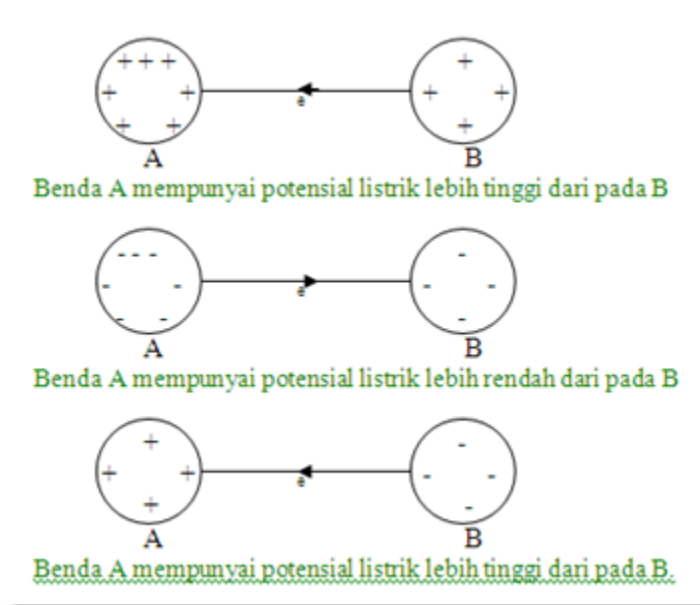 + + +
+ +
+ +
A
+
+ +
+
B
e
Benda A mempunyai potensial listrik lebih tinggi dari pada B
- - -
- -
- -
A
-
- -
-
B
e
Benda A mempunyai potensial listrik lebih rendah dari pada B
+
+ +
+
A
-
- -
-
B
e
Benda A mempunyai potensial listrik lebih tinggi dari pada B.